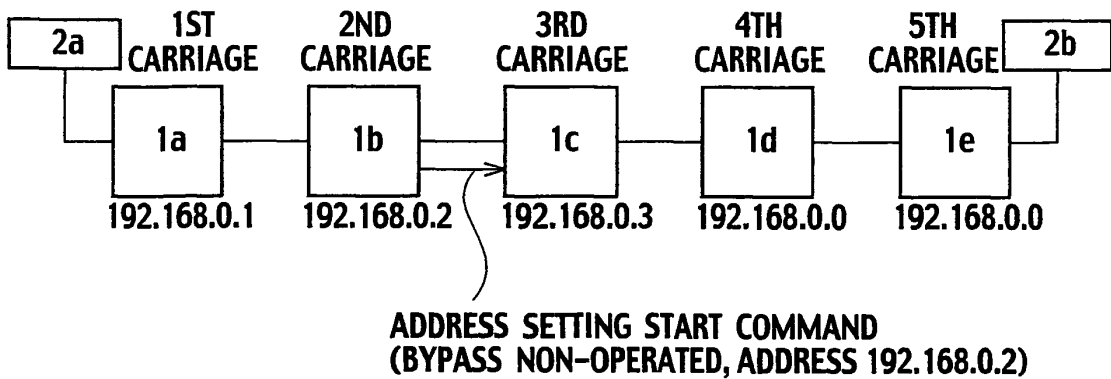 2a
1ST CARRIAGE
2ND CARRIAGE
3RD CARRIAGE
4TH CARRIAGE
5TH CARRIAGE
2b
1a
1b
1c
1d
1e
192.168.0.1
192.168.0.2
192.168.0.3
192.168.0.0
192.168.0.0
ADDRESS SETTING START COMMAND
(BYPASS NON-OPERATED, ADDRESS 192.168.0.2)